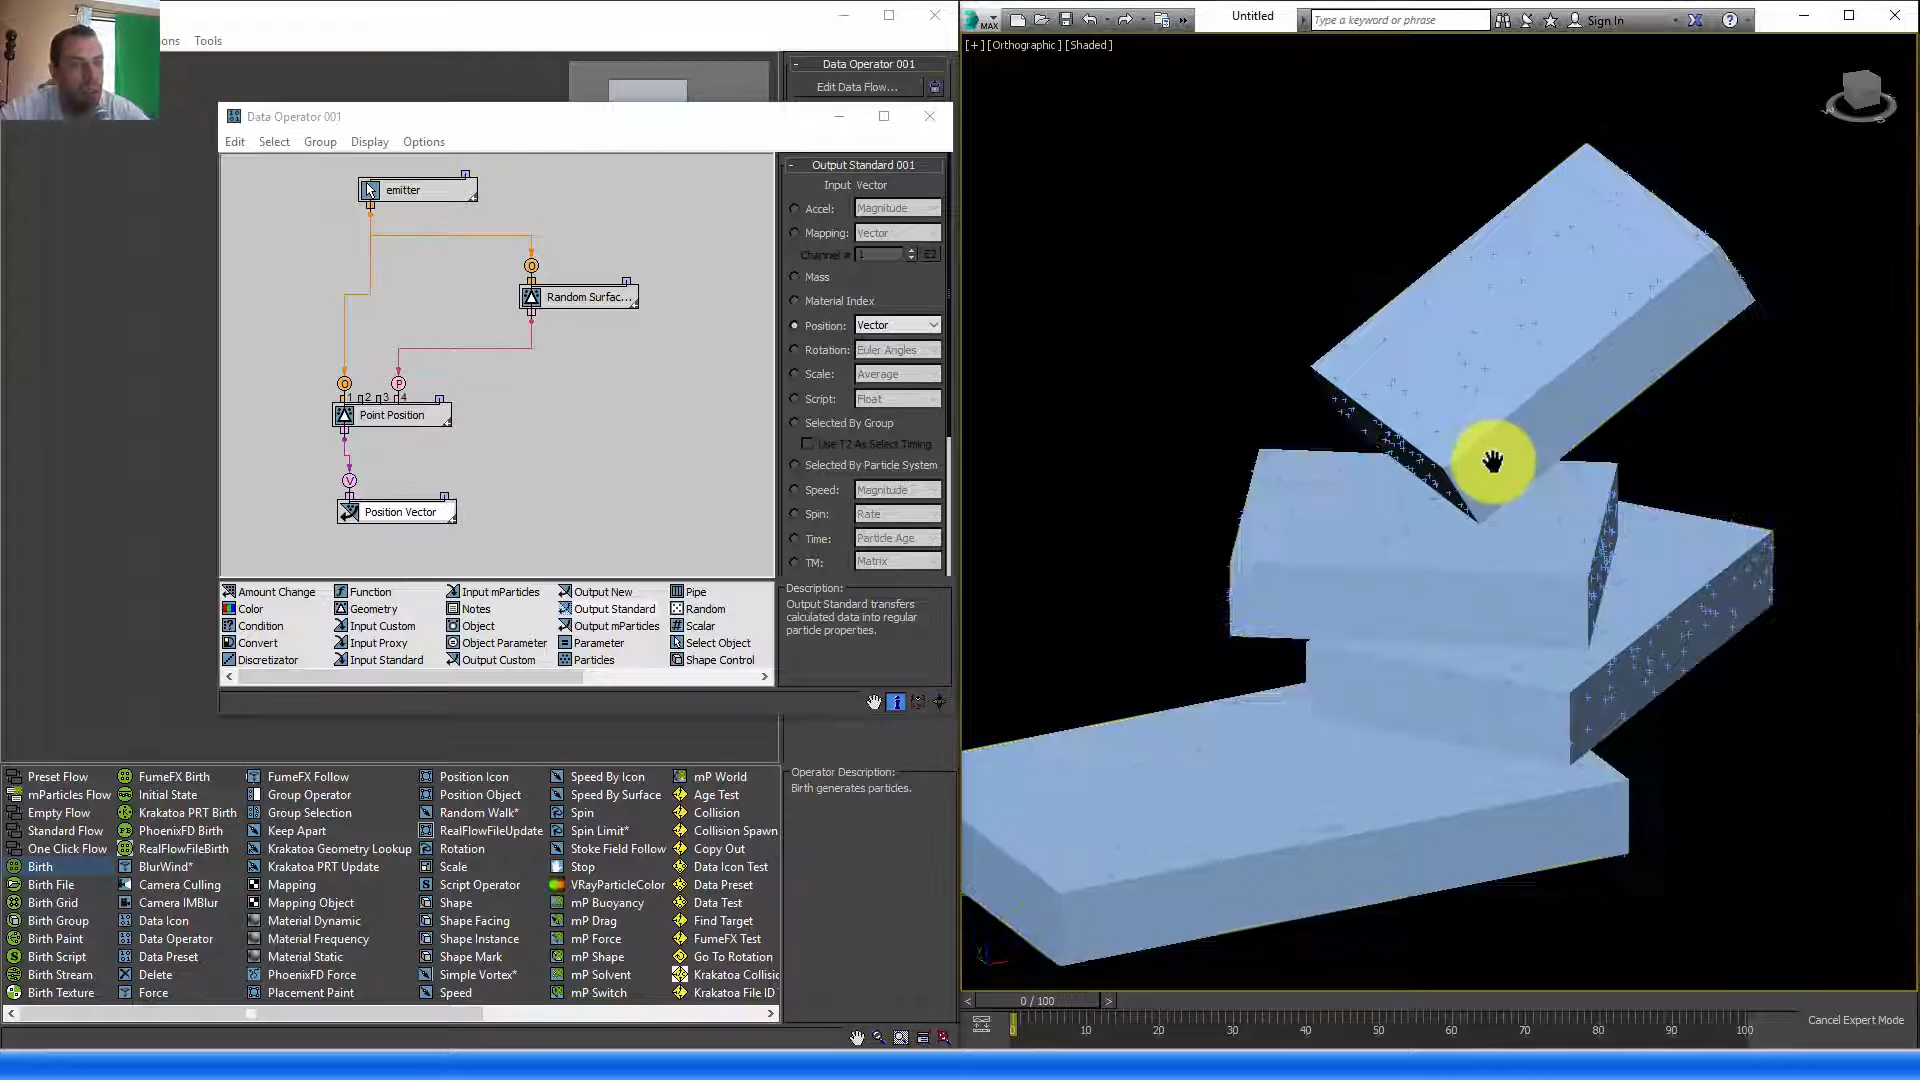 ons Tools
Data Operator 001
Edit Data Flow...
Data Operator 001
Edit Select Group Display Options
emitter
O
Random Surfac...
O
P
1 2 3 4
Point Position
V
Position Vector
Output Standard 001
Input Vector
Accel: Magnitude
Mapping: Vector
Channel # 1 E2
Mass
Material Index
Position: Vector
Rotation: Euler Angles
Scale: Average
Script: Float
Selected By Group
Use T2 As Select Timing
Selected By Particle System
Speed: Magnitude
Spin: Rate
Time: Particle Age
TM: Matrix
Description:
Output Standard transfers
calculated data into regular
particle properties.
Amount Change Function Input mParticles Output New Pipe
Color Geometry Notes Output Standard Random
Condition Input Custom Object Output mParticles Scalar
Convert Input Proxy Object Parameter Parameter Select Object
Discretizator Input Standard Output Custom Particles Shape Control
Preset Flow FumeFX Birth FumeFX Follow Position Icon Speed By Icon mP World
mParticles Flow Initial State Group Operator Position Object Speed By Surface Age Test
Empty Flow Krakatoa PRT Birth Group Selection Random Walk* Spin Collision
Standard Flow PhoenixFD Birth Keep Apart RealFlowFileUpdate Spin Limit* Collision Spawn
One Click Flow RealFlowFileBirth Krakatoa Geometry Lookup Rotation Stoke Field Follow Copy Out
Birth BlurWind* Krakatoa PRT Update Scale Stop Data Icon Test
Birth File Camera Culling Mapping Script Operator VRayParticleColor Data Preset
Birth Grid Camera IMBlur Mapping Object Shape mP Buoyancy Data Test
Birth Group Data Icon Material Dynamic Shape Facing mP Drag Find Target
Birth Paint Data Operator Material Frequency Shape Instance mP Force FumeFX Test
Birth Script Data Preset Material Static Shape Mark mP Shape Go To Rotation
Birth Stream Delete PhoenixFD Force Simple Vortex* mP Solvent Krakatoa Collisio
Birth Texture Force Placement Paint Speed mP Switch Krakatoa File ID
Operator Description:
Birth generates particles.
MAX Untitled Type a keyword or phrase Sign In
[+] [Orthographic] [Shaded]
0 / 100
0 10 20 30 40 50 60 70 80 90 100
Cancel Expert Mode